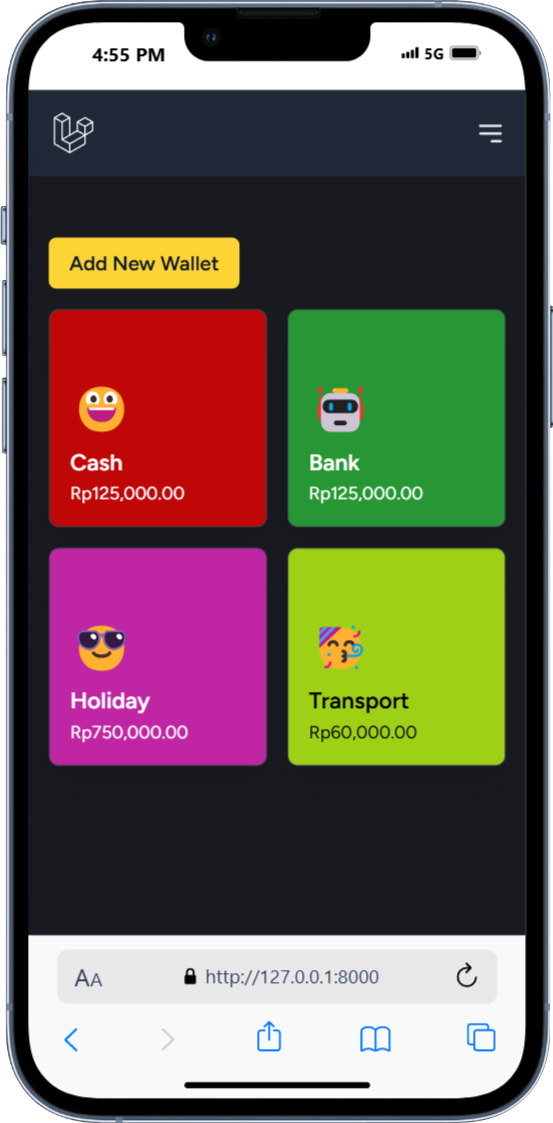 4:55 PM
5G
Add New Wallet
Cash
Rp125,000.00
Bank
Rp125,000.00
Holiday
Rp750,000.00
Transport
Rp60,000.00
AA
http://127.0.0.1:8000